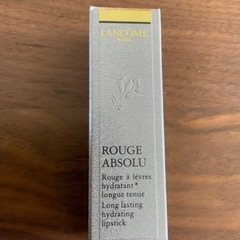 LANCÔME
PARIS
ROUGE
ABSOLU
Rouge à lèvres
hydratant*
longue tenue
Long lasting
hydrating
lipstick